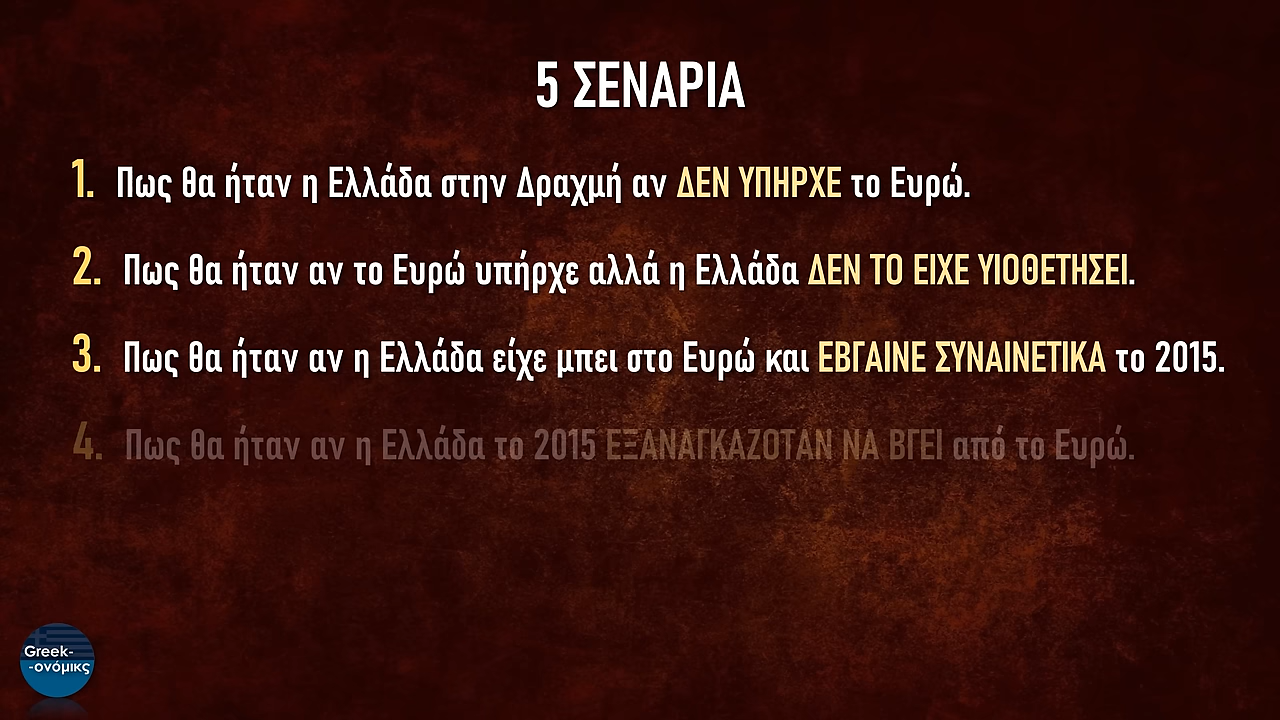 5 ΣΕΝΑΡΙΑ
1. Πως θα ήταν η Ελλάδα στην Δραχμή αν ΔΕΝ ΥΠΗΡΧΕ το Ευρώ.
2. Πως θα ήταν αν το Ευρώ υπήρχε αλλά η Ελλάδα ΔΕΝ ΤΟ ΕΙΧΕ ΥΙΟΘΕΤΗΣΕΙ.
3. Πως θα ήταν αν η Ελλάδα είχε μπει στο Ευρώ και ΕΒΓΑΙΝΕ ΣΥΝΑΙΝΕΤΙΚΑ το 2015.
4. Πως θα ήταν αν η Ελλάδα το 2015 ΕΞΑΝΑΓΚΑΖΟΤΑΝ ΝΑ ΒΓΕΙ από το Ευρώ.
Greek-
-ονόμικς